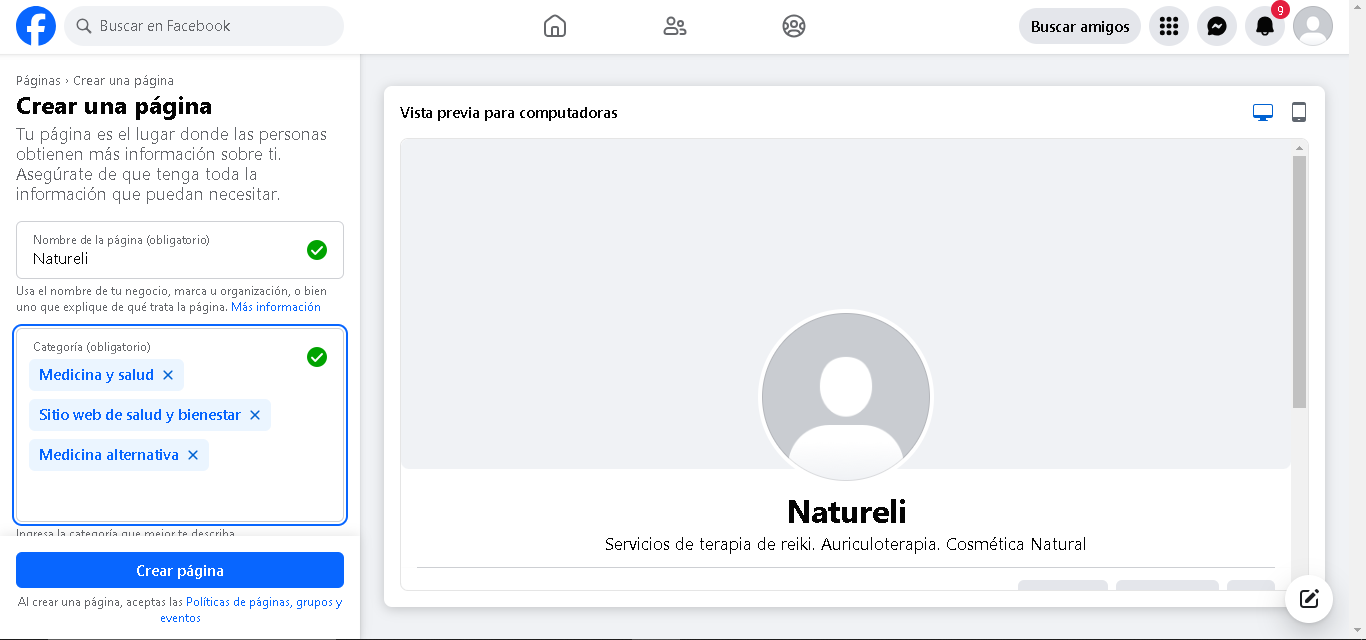 Buscar en Facebook
Buscar amigos
9
Páginas › Crear una página
Crear una página
Tu página es el lugar donde las personas
obtienen más información sobre ti.
Asegúrate de que tenga toda la
información que puedan necesitar.
Nombre de la página (obligatorio)
Natureli
Usa el nombre de tu negocio, marca u organización, o bien
uno que explique de qué trata la página. Más información
Categoría (obligatorio)
Medicina y salud
Sitio web de salud y bienestar
Medicina alternativa
Ingresa la categoría que mejor te describa
Crear página
Al crear una página, aceptas las Políticas de páginas, grupos y
eventos
Vista previa para computadoras
Natureli
Servicios de terapia de reiki. Auriculoterapia. Cosmética Natural